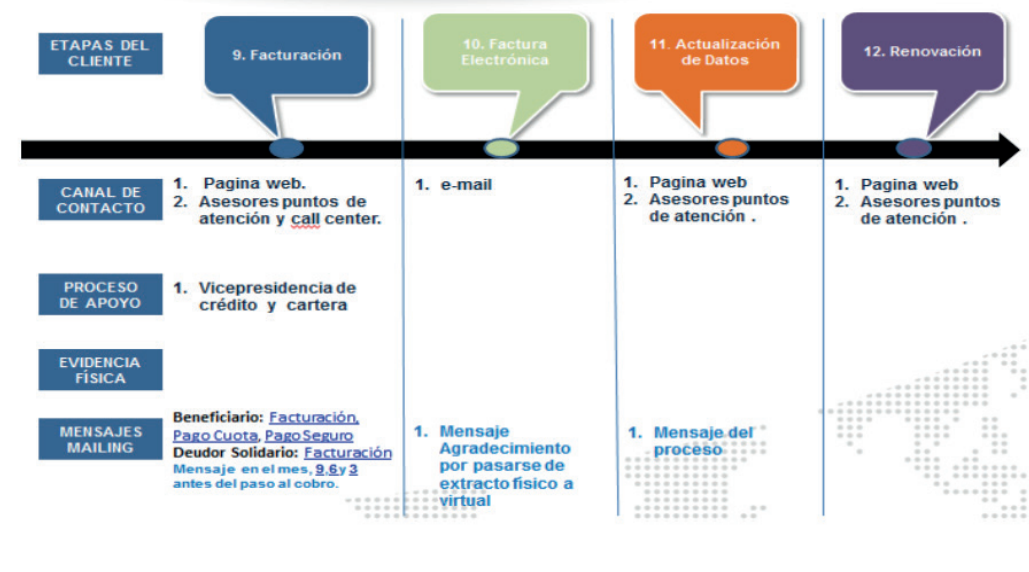 ETAPAS DEL
CLIENTE
9. Facturación
10. Factura
Electrónica
11. Actualización
de Datos
12. Renovación
CANAL DE
CONTACTO
1. Pagina web.
2. Asesores puntos de
atención y call center.
1. e-mail
1. Pagina web
2. Asesores puntos
de atención .
1. Pagina web
2. Asesores puntos
de atención .
PROCESO
DE APOYO
1. Vicepresidencia de
crédito y cartera
EVIDENCIA
FÍSICA
MENSAJES
MAILING
Beneficiario: Facturación,
Pago Cuota, Pago Seguro
Deudor Solidario: Facturación
Mensaje en el mes, 9,6 y 3
antes del paso al cobro.
1. Mensaje
Agradecimiento
por pasarse de
extracto físico a
virtual
1. Mensaje del
proceso